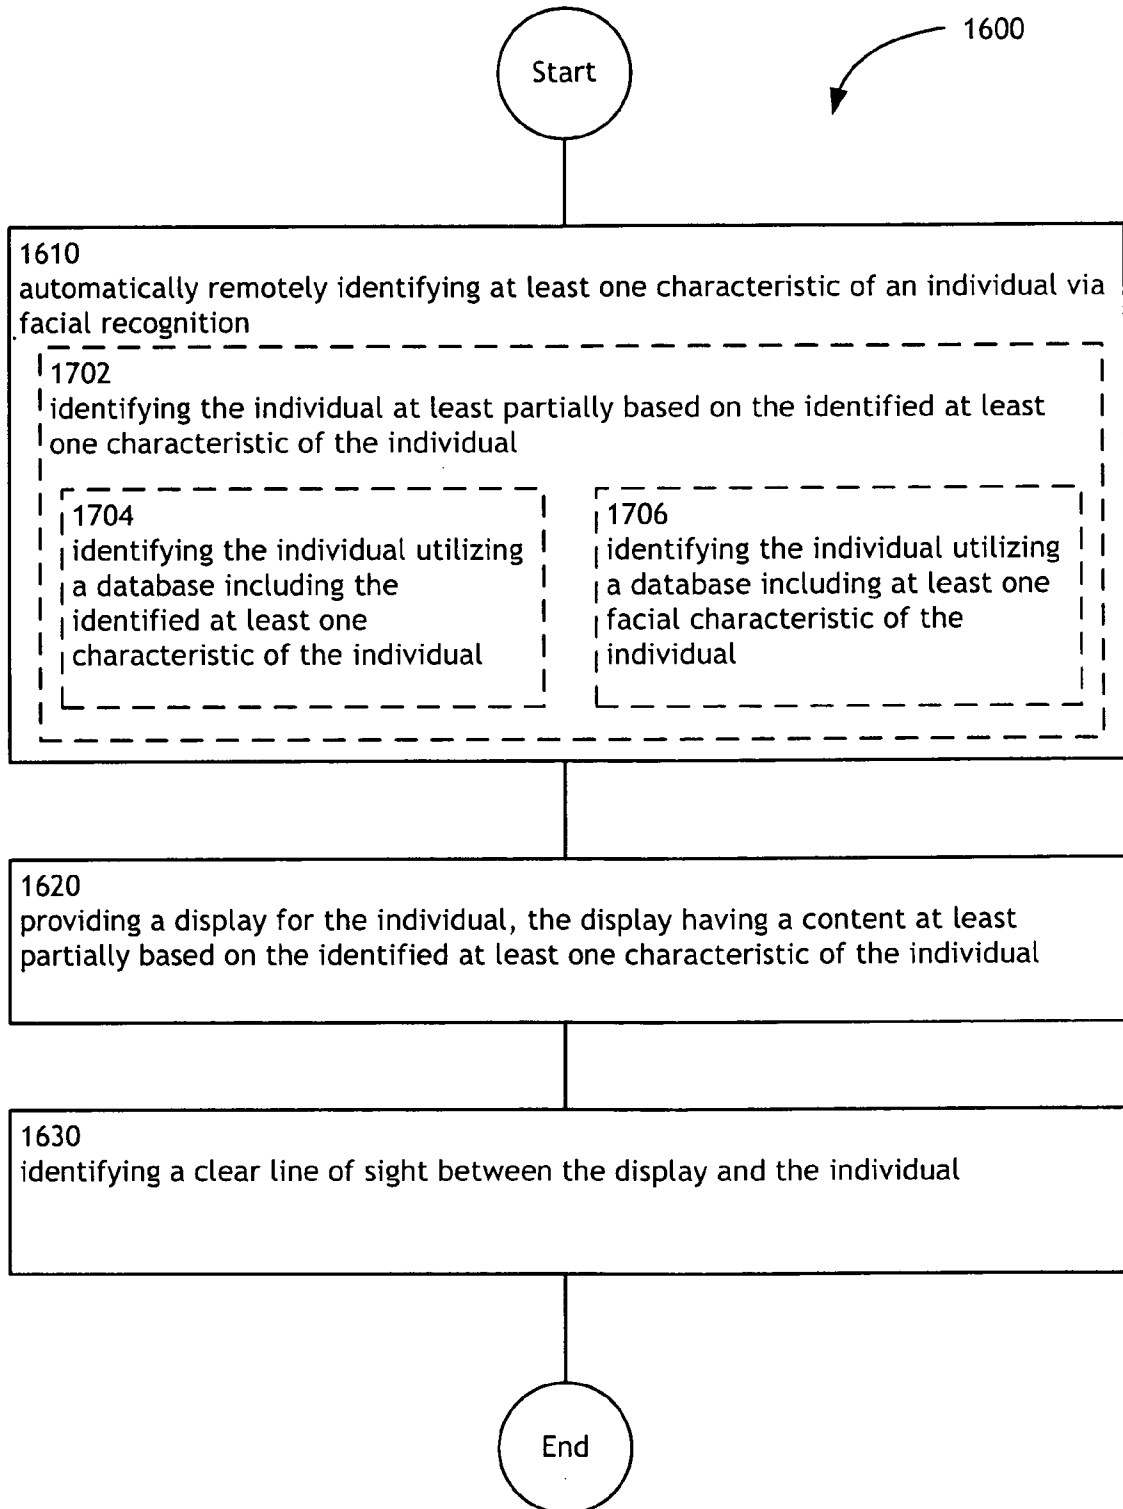 1600
Start
1610
automatically remotely identifying at least one characteristic of an individual via
facial recognition
1702
identifying the individual at least partially based on the identified at least
one characteristic of the individual
1704
identifying the individual utilizing
a database including the
identified at least one
characteristic of the individual
1706
identifying the individual utilizing
a database including at least one
facial characteristic of the
individual
1620
providing a display for the individual, the display having a content at least
partially based on the identified at least one characteristic of the individual
1630
identifying a clear line of sight between the display and the individual
End